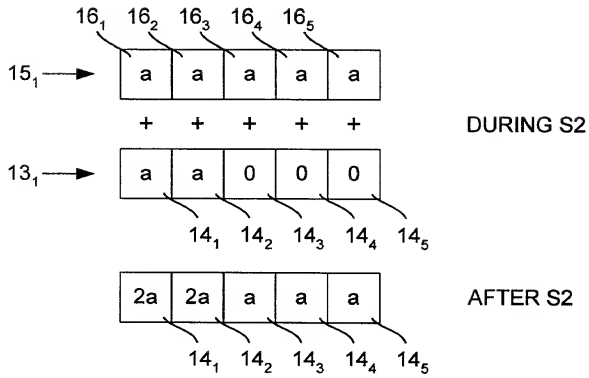 16₁ 16₂ 16₃ 16₄ 16₅
15₁ a a a a a
+ + + + + DURING S2
13₁ a a 0 0 0
14₁ 14₂ 14₃ 14₄ 14₅
2a 2a a a a AFTER S2
14₁ 14₂ 14₃ 14₄ 14₅